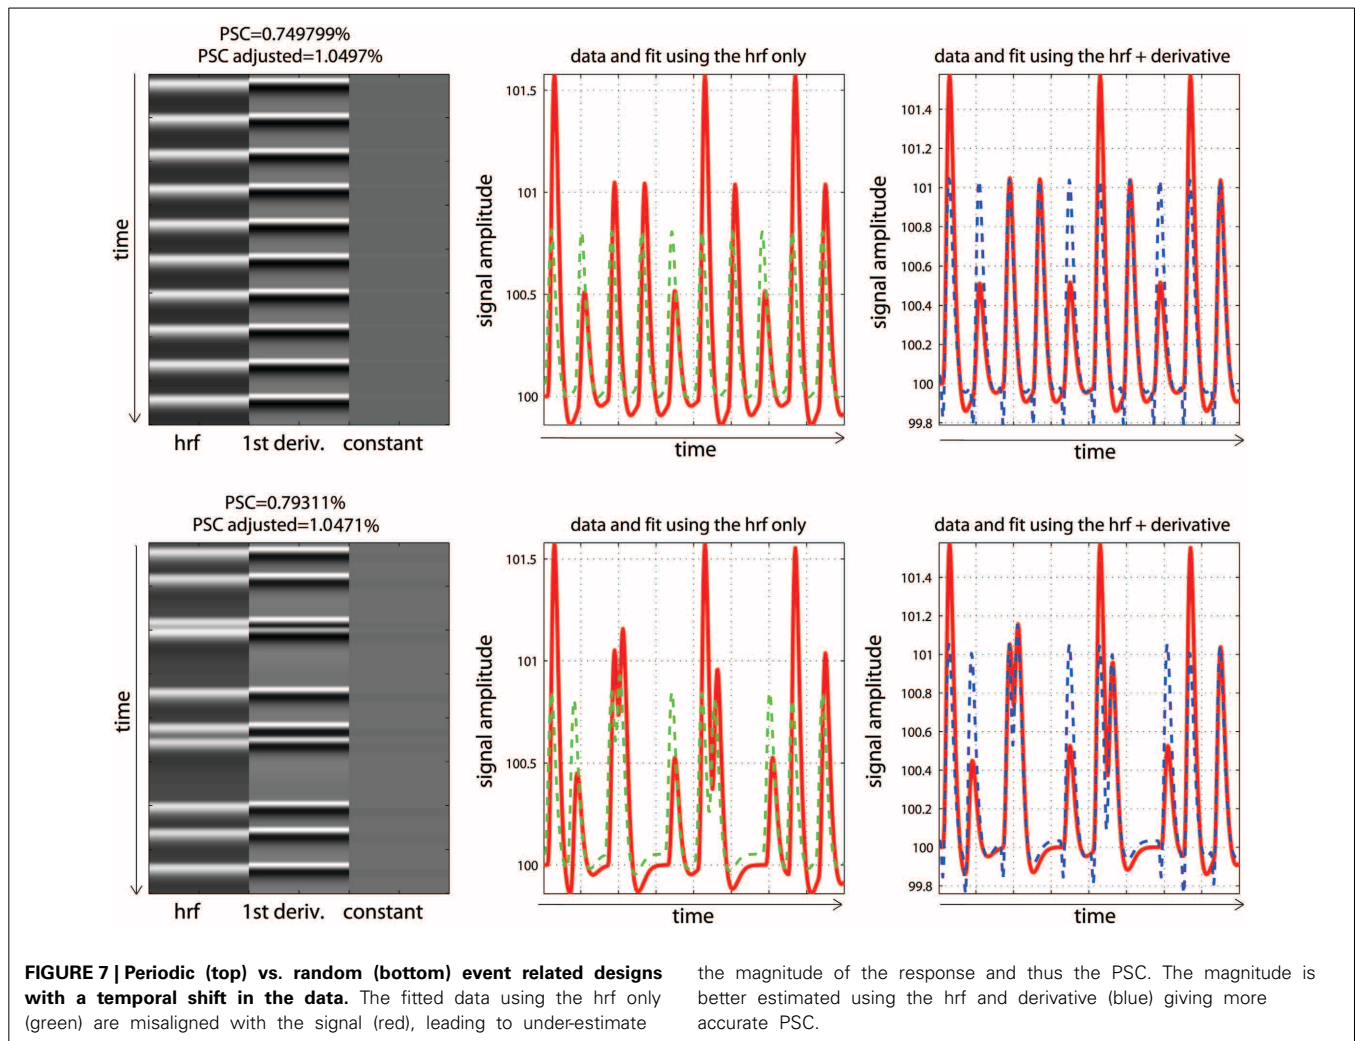 PSC=0.749799%
PSC adjusted=1.0497%
time
hrf 1st deriv. constant
data and fit using the hrf only
signal amplitude
101.5
101
100.5
100
time
data and fit using the hrf + derivative
signal amplitude
101.4
101.2
101
100.8
100.6
100.4
100.2
100
99.8
time
PSC=0.79311%
PSC adjusted=1.0471%
time
hrf 1st deriv. constant
data and fit using the hrf only
signal amplitude
101.5
101
100.5
100
time
data and fit using the hrf + derivative
signal amplitude
101.4
101.2
101
100.8
100.6
100.4
100.2
100
99.8
time
FIGURE 7 | Periodic (top) vs. random (bottom) event related designs
with a temporal shift in the data. The fitted data using the hrf only
(green) are misaligned with the signal (red), leading to under-estimate
the magnitude of the response and thus the PSC. The magnitude is
better estimated using the hrf and derivative (blue) giving more
accurate PSC.